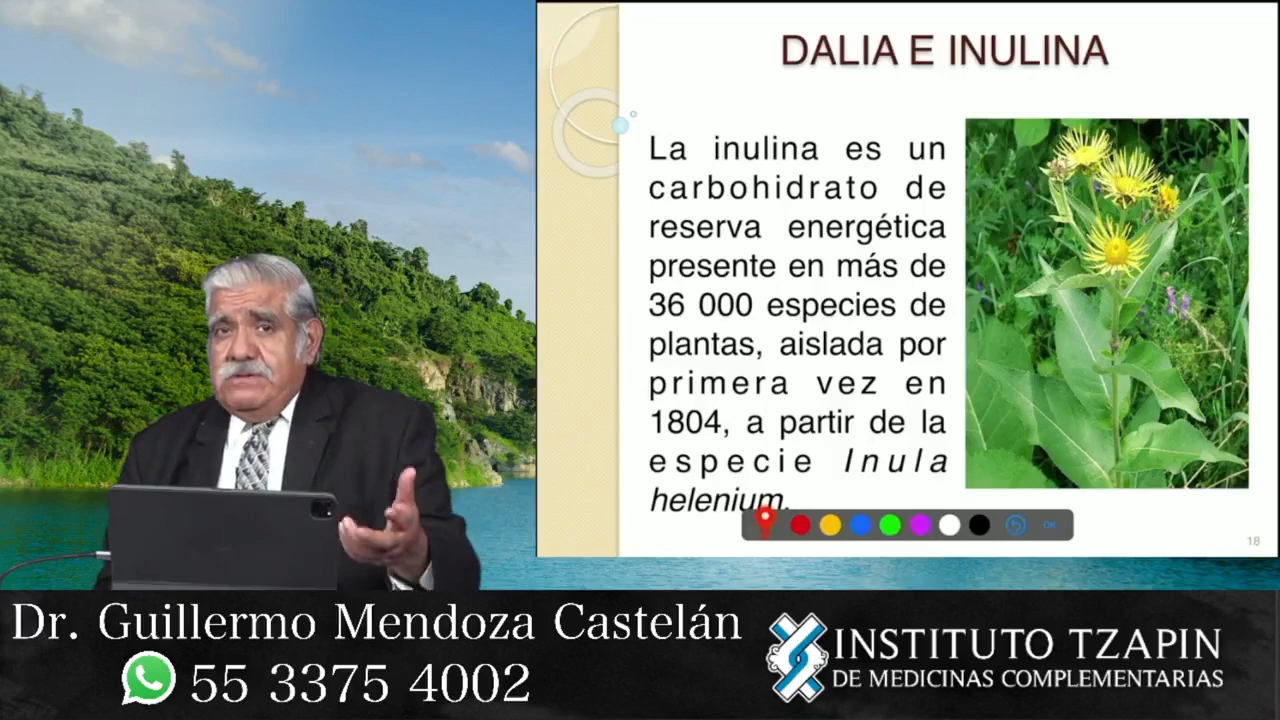 DALIA E INULINA
La inulina es un
carbohidrato de
reserva energética
presente en más de
36 000 especies de
plantas, aislada por
primera vez en
1804, a partir de la
especie Inula
helenium.
OK
18
Dr. Guillermo Mendoza Castelán
55 3375 4002
INSTITUTO TZAPIN
DE MEDICINAS COMPLEMENTARIAS